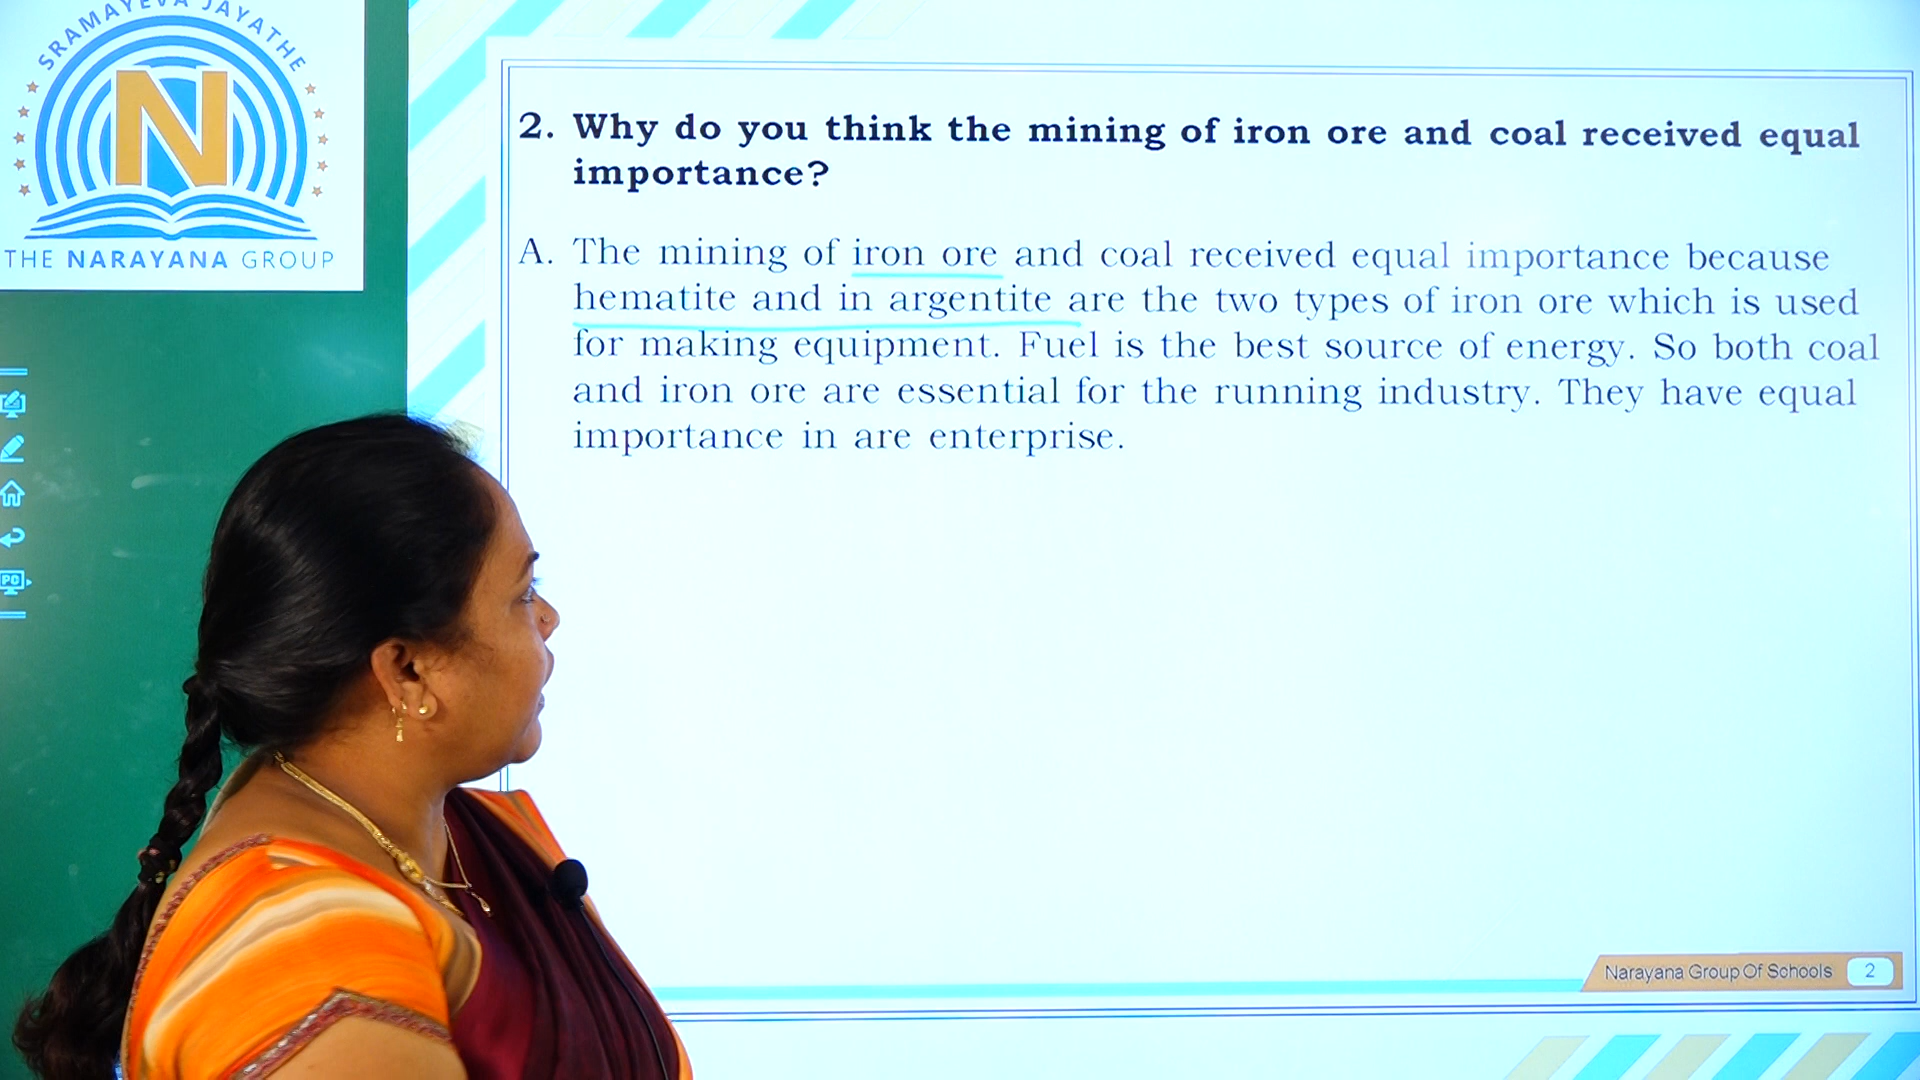 SRAMAYEVA JAYATHE
N
THE NARAYANA GROUP
2. Why do you think the mining of iron ore and coal received equal
importance?
A. The mining of iron ore and coal received equal importance because
hematite and in argentite are the two types of iron ore which is used
for making equipment. Fuel is the best source of energy. So both coal
and iron ore are essential for the running industry. They have equal
importance in are enterprise.
PD
Narayana Group Of Schools 2